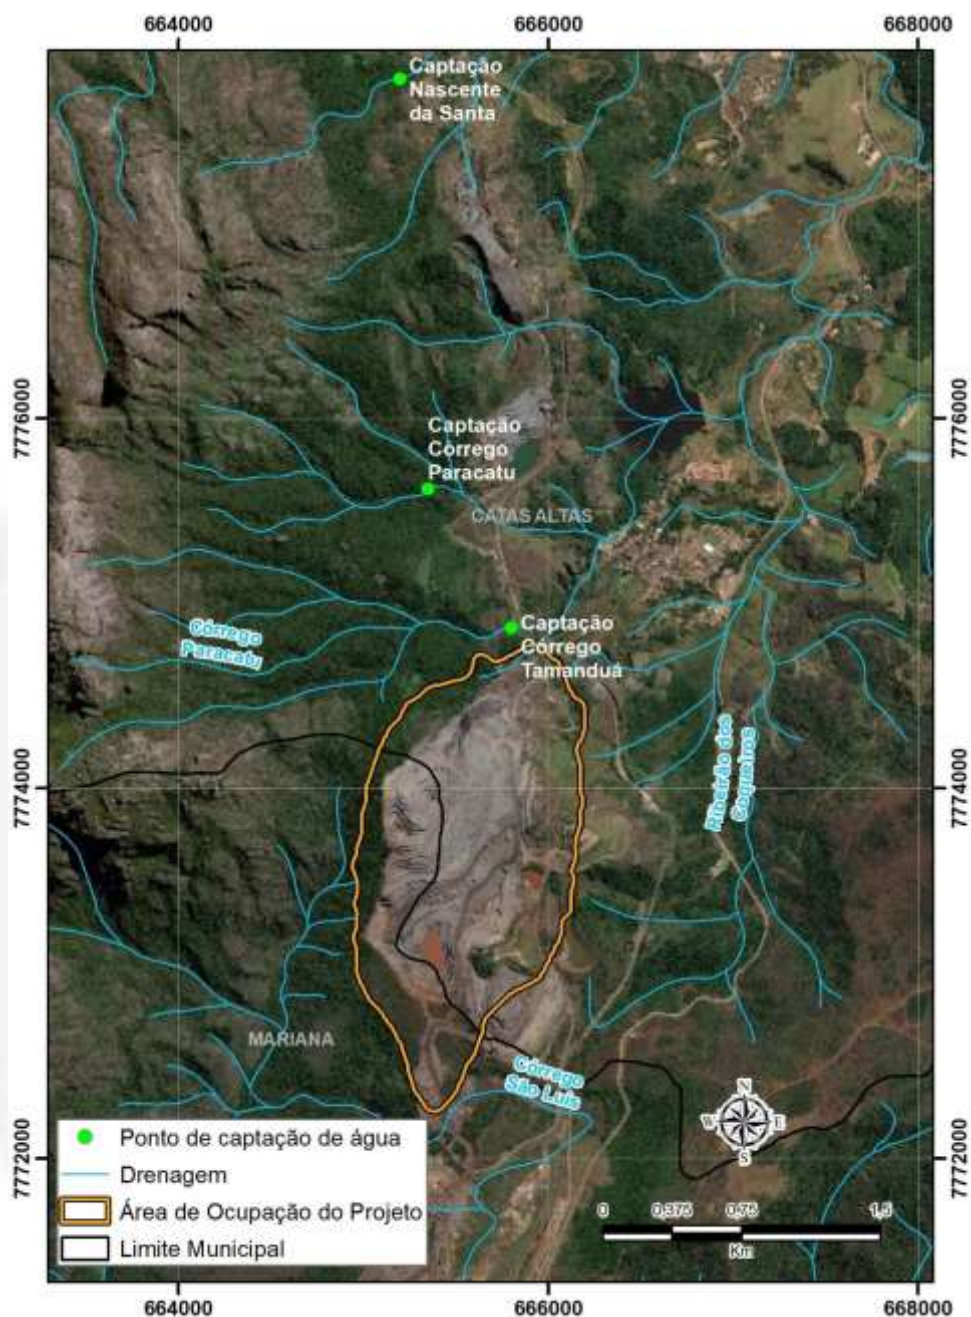 664000
666000
668000
Captação
Nascente
da Santa
7776000
7776000
Captação
Córrego
Paracatu
CATAS ALTAS
Córrego
Paracatu
Captação
Córrego
Tamanduá
Ribeirão dos
Coqueiros
7774000
7774000
MARIANA
Córrego
São Luis
N
W
E
S
7772000
7772000
Ponto de captação de água
Drenagem
Área de Ocupação do Projeto
Limite Municipal
0
0,375
0,75
1,5
Km
664000
666000
668000